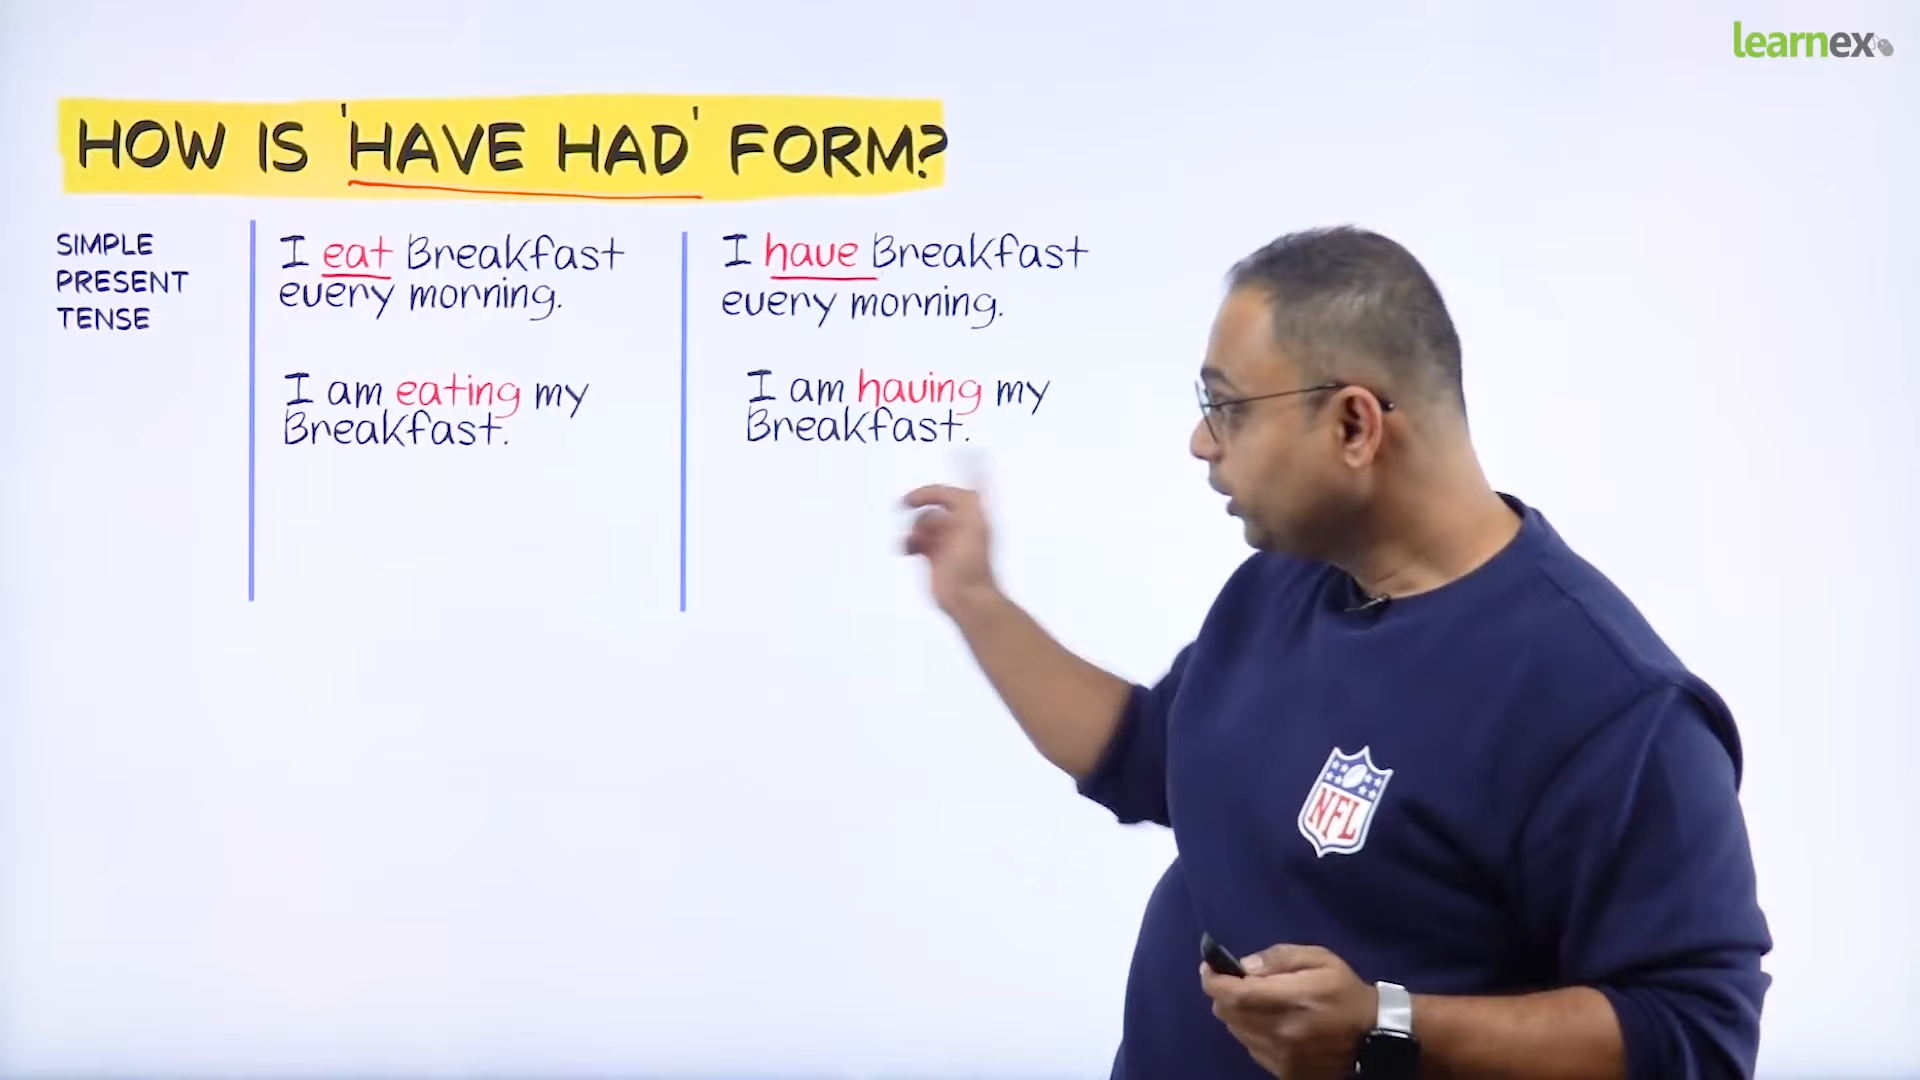 learnex
HOW IS 'HAVE HAD' FORM?
SIMPLE
PRESENT
TENSE
I eat Breakfast
every morning.
I have Breakfast
every morning.
I am eating my
Breakfast.
I am having my
Breakfast.
NFL